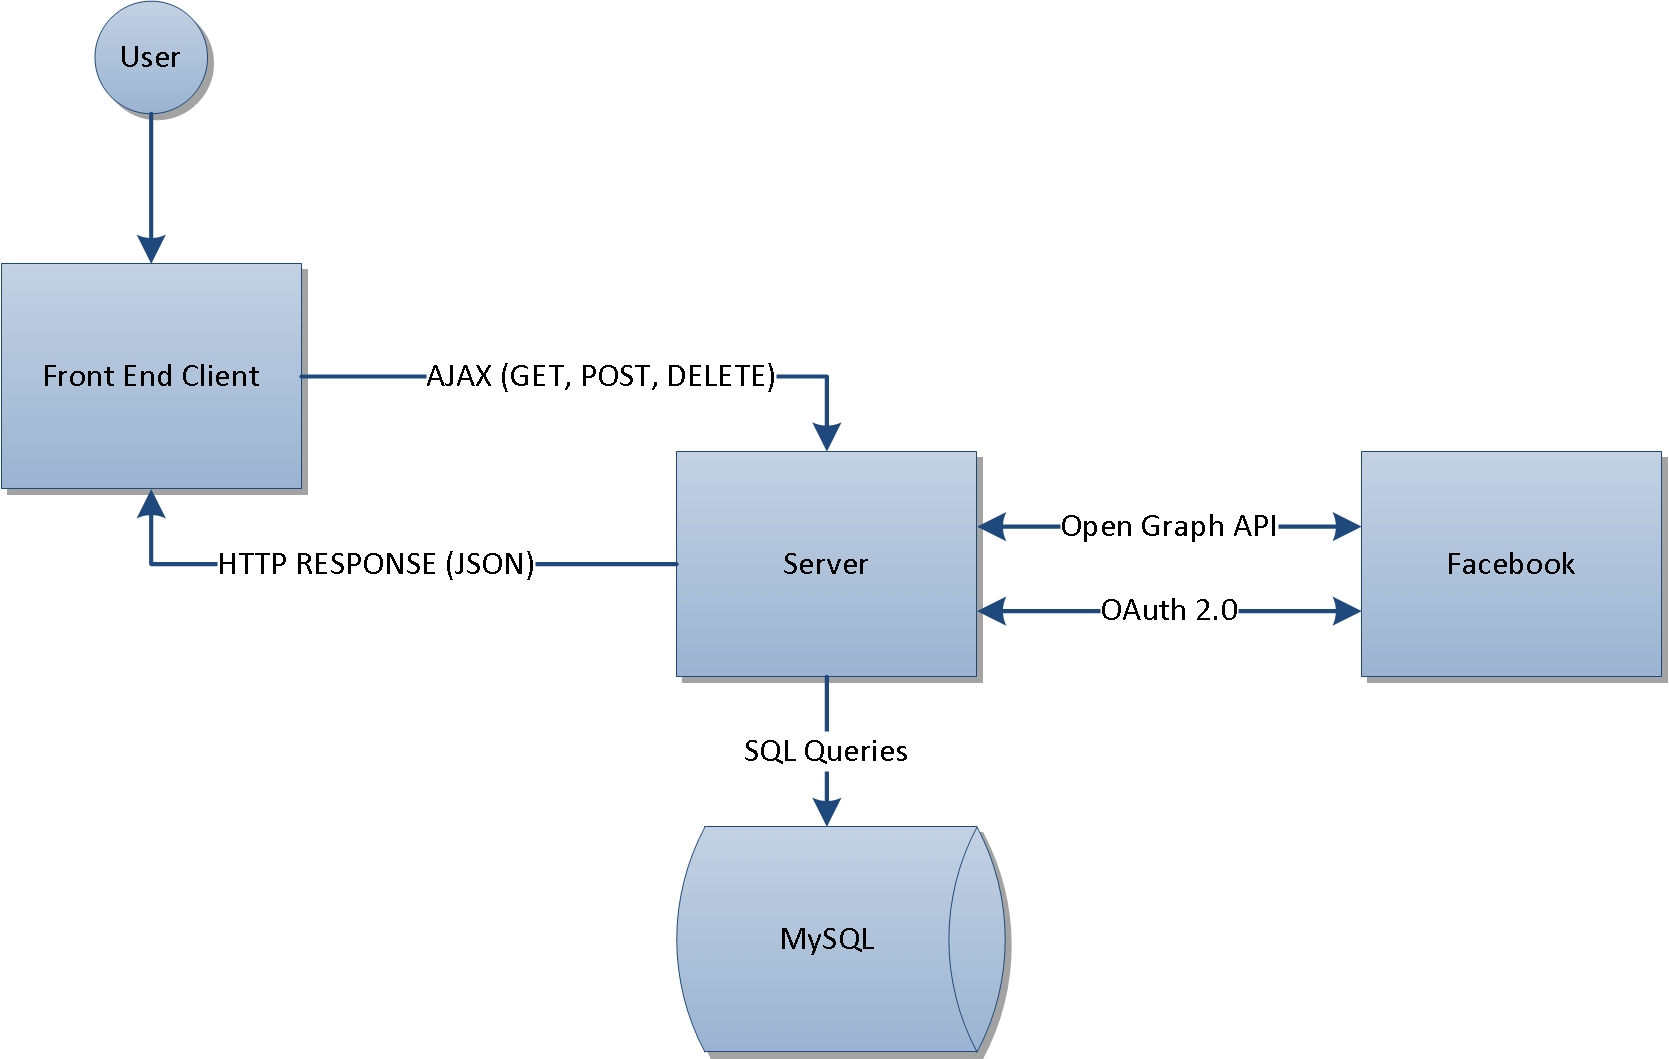 User
Front End Client
AJAX (GET, POST, DELETE)
HTTP RESPONSE (JSON)
Server
Open Graph API
OAuth 2.0
Facebook
SQL Queries
MySQL